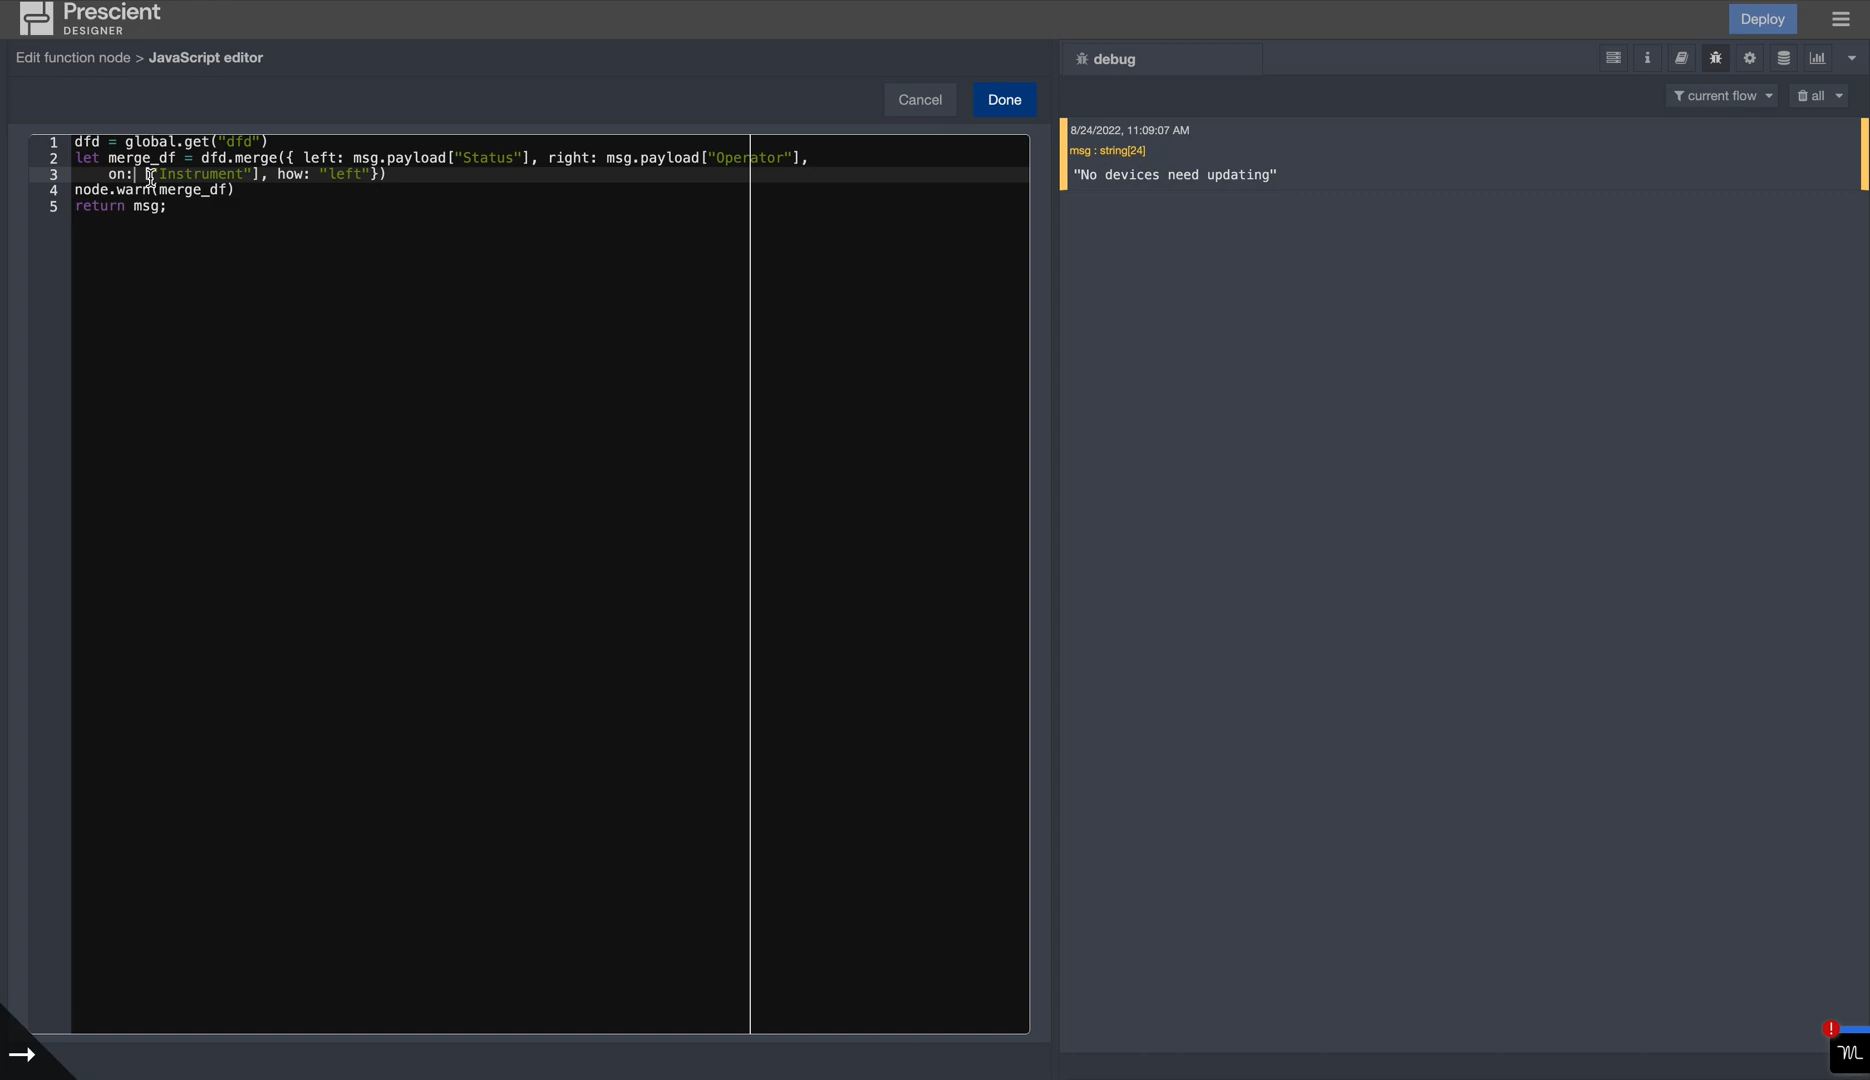 Prescient
DESIGNER
Deploy
Edit function node > JavaScript editor
debug
Cancel
Done
current flow
all
1 dfd = global.get("dfd")
2 let merge_df = dfd.merge({ left: msg.payload["Status"], right: msg.payload["Operator"],
3 on: ["Instrument"], how: "left"})
4 node.warn(merge_df)
5 return msg;
8/24/2022, 11:09:07 AM
msg : string[24]
"No devices need updating"